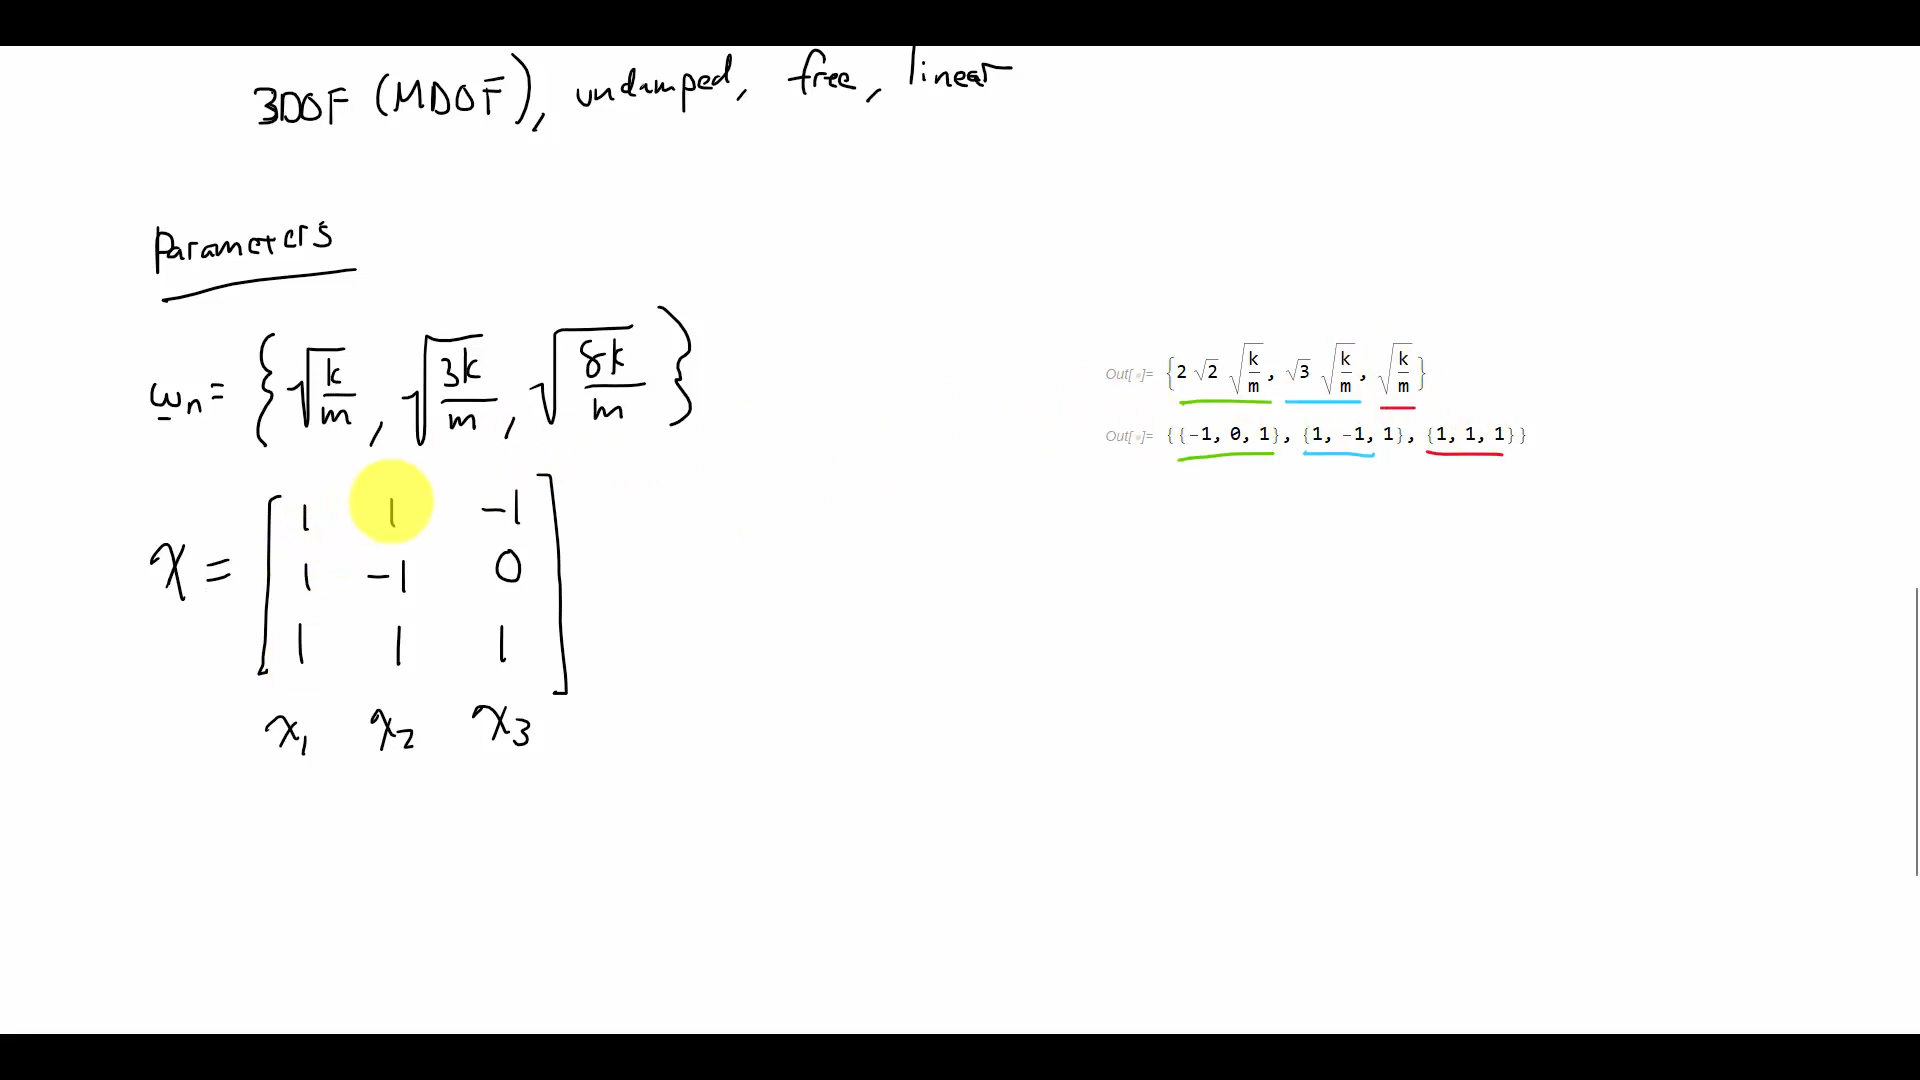 3DOF (MDOF), undamped, free, linear
Parameters
ωn = { √(k/m), √(3k/m), √(8k/m) }
Out[ ]= {2 √2 √(k/m), √3 √(k/m), √(k/m)}
Out[ ]= {{-1, 0, 1}, {1, -1, 1}, {1, 1, 1}}
1 1 -1
X = [ 1 -1 0 ]
1 1 1
x1 x2 x3